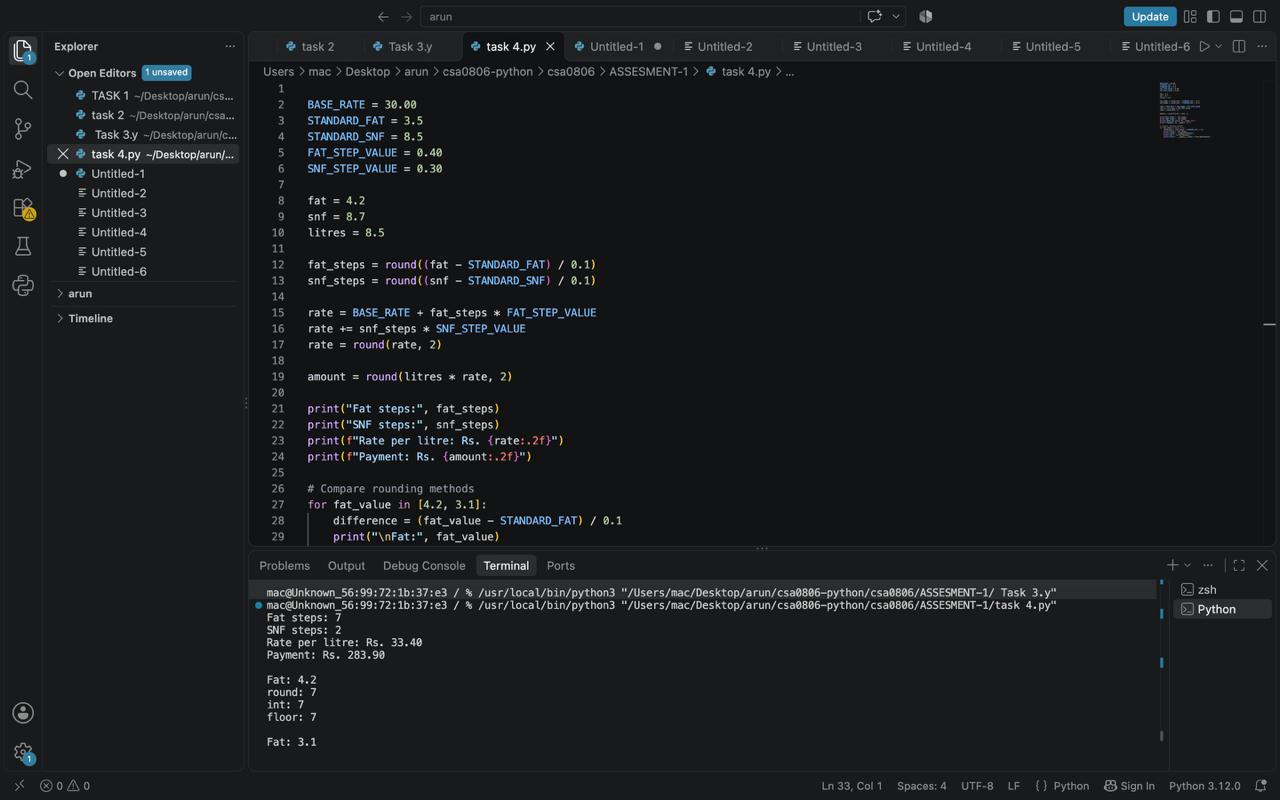 arun
Update
Explorer
Open Editors 1 unsaved
TASK 1 ~/Desktop/arun/cs...
task 2 ~/Desktop/arun/csa...
Task 3.y ~/Desktop/arun/c...
task 4.py ~/Desktop/arun/...
Untitled-1
Untitled-2
Untitled-3
Untitled-4
Untitled-5
Untitled-6
arun
Timeline
task 2 Task 3.y task 4.py Untitled-1 Untitled-2 Untitled-3 Untitled-4 Untitled-5 Untitled-6
Users > mac > Desktop > arun > csa0806-python > csa0806 > ASSESMENT-1 > task 4.py > ...
1
2 BASE_RATE = 30.00
3 STANDARD_FAT = 3.5
4 STANDARD_SNF = 8.5
5 FAT_STEP_VALUE = 0.40
6 SNF_STEP_VALUE = 0.30
7
8 fat = 4.2
9 snf = 8.7
10 litres = 8.5
11
12 fat_steps = round((fat - STANDARD_FAT) / 0.1)
13 snf_steps = round((snf - STANDARD_SNF) / 0.1)
14
15 rate = BASE_RATE + fat_steps * FAT_STEP_VALUE
16 rate += snf_steps * SNF_STEP_VALUE
17 rate = round(rate, 2)
18
19 amount = round(litres * rate, 2)
20
21 print("Fat steps:", fat_steps)
22 print("SNF steps:", snf_steps)
23 print(f"Rate per litre: Rs. {rate:.2f}")
24 print(f"Payment: Rs. {amount:.2f}")
25
26 # Compare rounding methods
27 for fat_value in [4.2, 3.1]:
28 difference = (fat_value - STANDARD_FAT) / 0.1
29 print("\nFat:", fat_value)
Problems Output Debug Console Terminal Ports
mac@Unknown_56:99:72:1b:37:e3 / % /usr/local/bin/python3 "/Users/mac/Desktop/arun/csa0806-python/csa0806/ASSESMENT-1/ Task 3.y"
mac@Unknown_56:99:72:1b:37:e3 / % /usr/local/bin/python3 "/Users/mac/Desktop/arun/csa0806-python/csa0806/ASSESMENT-1/task 4.py"
Fat steps: 7
SNF steps: 2
Rate per litre: Rs. 33.40
Payment: Rs. 283.90
Fat: 4.2
round: 7
int: 7
floor: 7
Fat: 3.1
zsh
Python
1
1
0 0
Ln 33, Col 1 Spaces: 4 UTF-8 LF { } Python Sign In Python 3.12.0